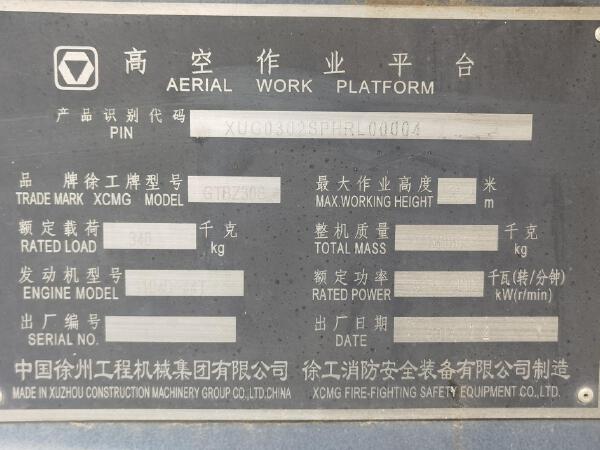 高空作业平台
AERIAL WORK PLATFORM
产品识别代码
PIN
XUG0302SPHRL00004
品牌徐工牌型号
TRADE MARK XCMG MODEL
最大作业高度 米
MAX.WORKING HEIGHT m
额定载荷 340 千克
RATED LOAD kg
整机质量 千克
TOTAL MASS kg
发动机型号
ENGINE MODEL
额定功率 千瓦(转/分钟)
RATED POWER kW(r/min)
出厂编号
SERIAL NO.
出厂日期
DATE
中国徐州工程机械集团有限公司 徐工消防安全装备有限公司制造
MADE IN XUZHOU CONSTRUCTION MACHINERY GROUP CO.,LTD.CHINA XCMG FIRE-FIGHTING SAFETY EQUIPMENT CO.,LTD.